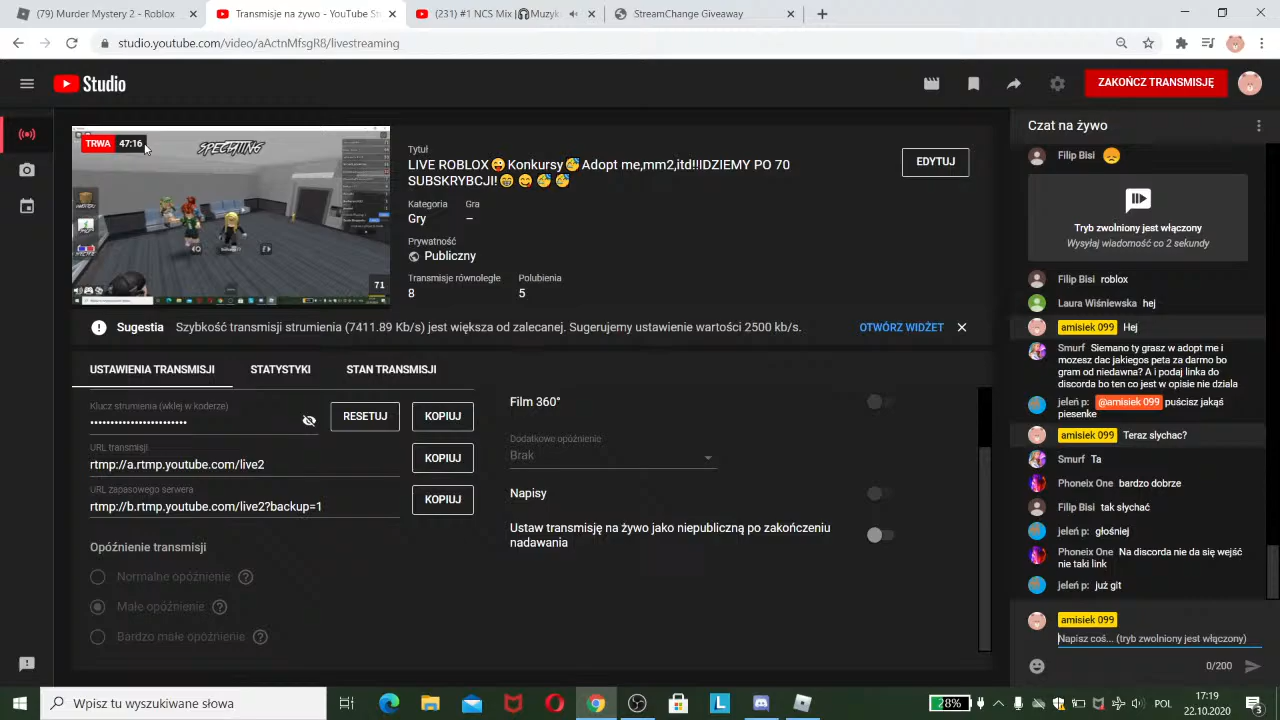 (79) Murder Mystery 2 - Roblox
Transmisje na żywo - YouTube St
(231) #1 NCS Mix |🎧Muzyk
StreamChange Giveaway
studio.youtube.com/video/aActnMfsgR8/livestreaming
Studio
ZAKOŃCZ TRANSMISJĘ
TRWA 47:16
SPECTATING
71
Tytuł
LIVE ROBLOX😜Konkursy🥳Adopt me,mm2,itd!!!IDZIEMY PO 70
SUBSKRYBCJI!😁 😋 🥳 🥳
EDYTUJ
Kategoria Gra
Gry –
Prywatność
Publiczny
Transmisje równoległe Polubienia
8 5
Sugestia Szybkość transmisji strumienia (7411.89 Kb/s) jest większa od zalecanej. Sugerujemy ustawienie wartości 2500 kb/s.
OTWÓRZ WIDŻET
USTAWIENIA TRANSMISJI STATYSTYKI STAN TRANSMISJI
Klucz strumienia (wklej w koderze)
••••••••••••••••••••••••
RESETUJ KOPIUJ
URL transmisji
rtmp://a.rtmp.youtube.com/live2
KOPIUJ
URL zapasowego serwera
rtmp://b.rtmp.youtube.com/live2?backup=1
KOPIUJ
Opóźnienie transmisji
Normalne opóźnienie
Małe opóźnienie
Bardzo małe opóźnienie
Film 360°
Dodatkowe opóźnienie
Brak
Napisy
Ustaw transmisję na żywo jako niepubliczną po zakończeniu
nadawania
Czat na żywo
Filip Bisi 😞
Tryb zwolniony jest włączony
Wysyłaj wiadomość co 2 sekundy
Filip Bisi roblox
Laura Wiśniewska hej
amisiek 099 Hej
Smurf Siemano ty grasz w adopt me i
mozesz dac jakiegos peta za darmo bo
gram od niedawna? A i podaj linka do
discorda bo ten co jest w opisie nie dziala
jeleń p: @amisiek 099 puścisz jakąś
piesenke
amisiek 099 Teraz slychac?
Smurf Ta
Phoneix One bardzo dobrze
Filip Bisi tak słychać
jeleń p: głośniej
Phoneix One Na discorda nie da się wejść
nie taki link
jeleń p: już git
amisiek 099
Napisz coś... (tryb zwolniony jest włączony)
0/200
Wpisz tu wyszukiwane słowa
28%
POL
17:19
22.10.2020
3